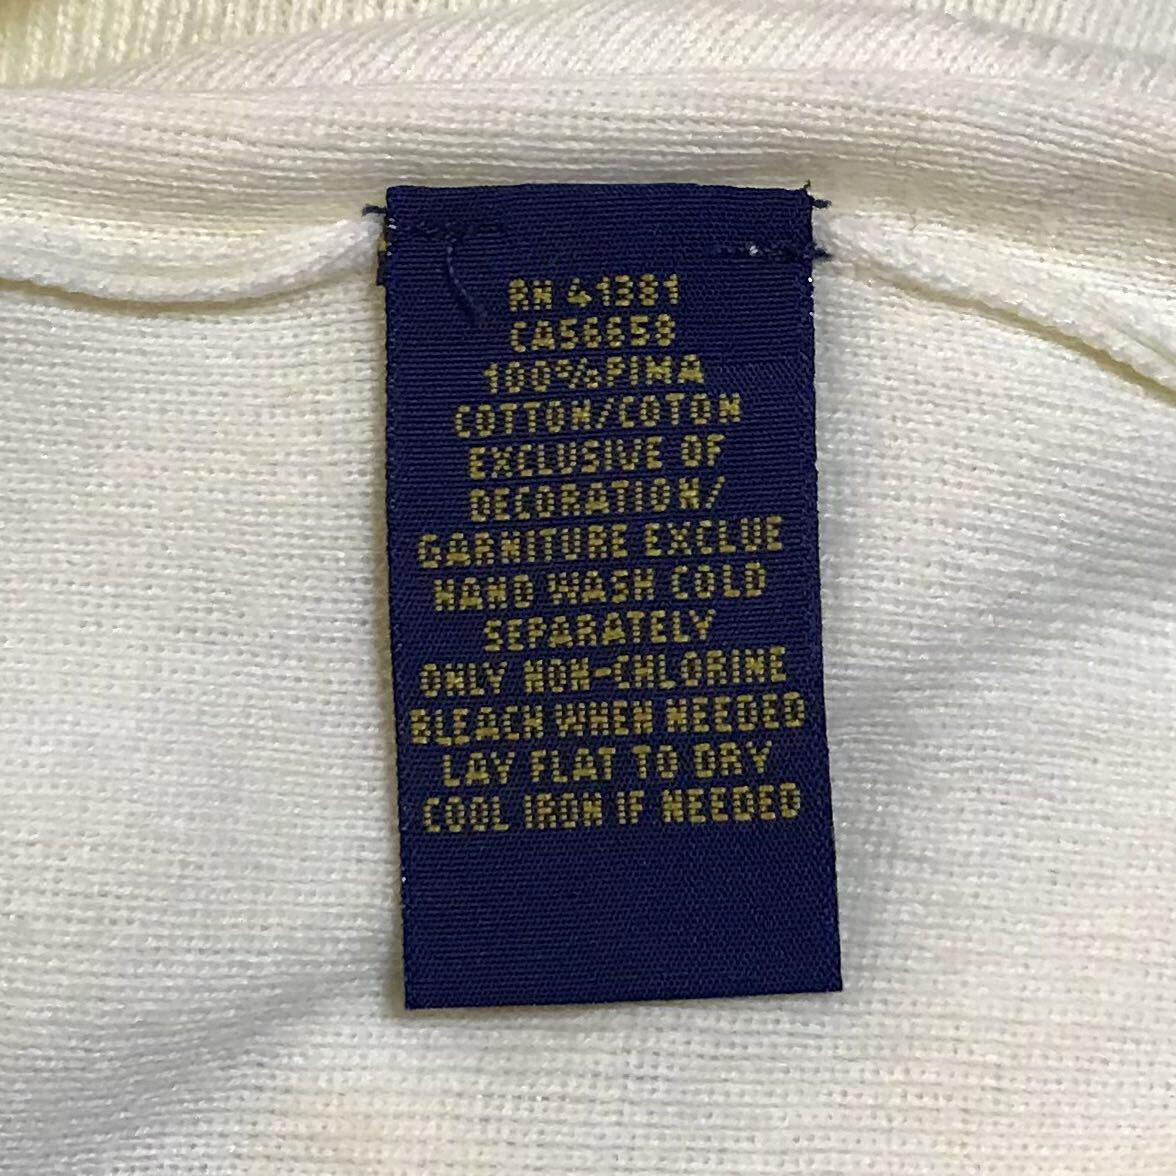 RN 41381
CA56658
100%PIMA
COTTON/COTON
EXCLUSIVE OF
DECORATION/
GARNITURE EXCLUE
HAND WASH COLD
SEPARATELY
ONLY NON-CHLORINE
BLEACH WHEN NEEDED
LAY FLAT TO DRY
COOL IRON IF NEEDED